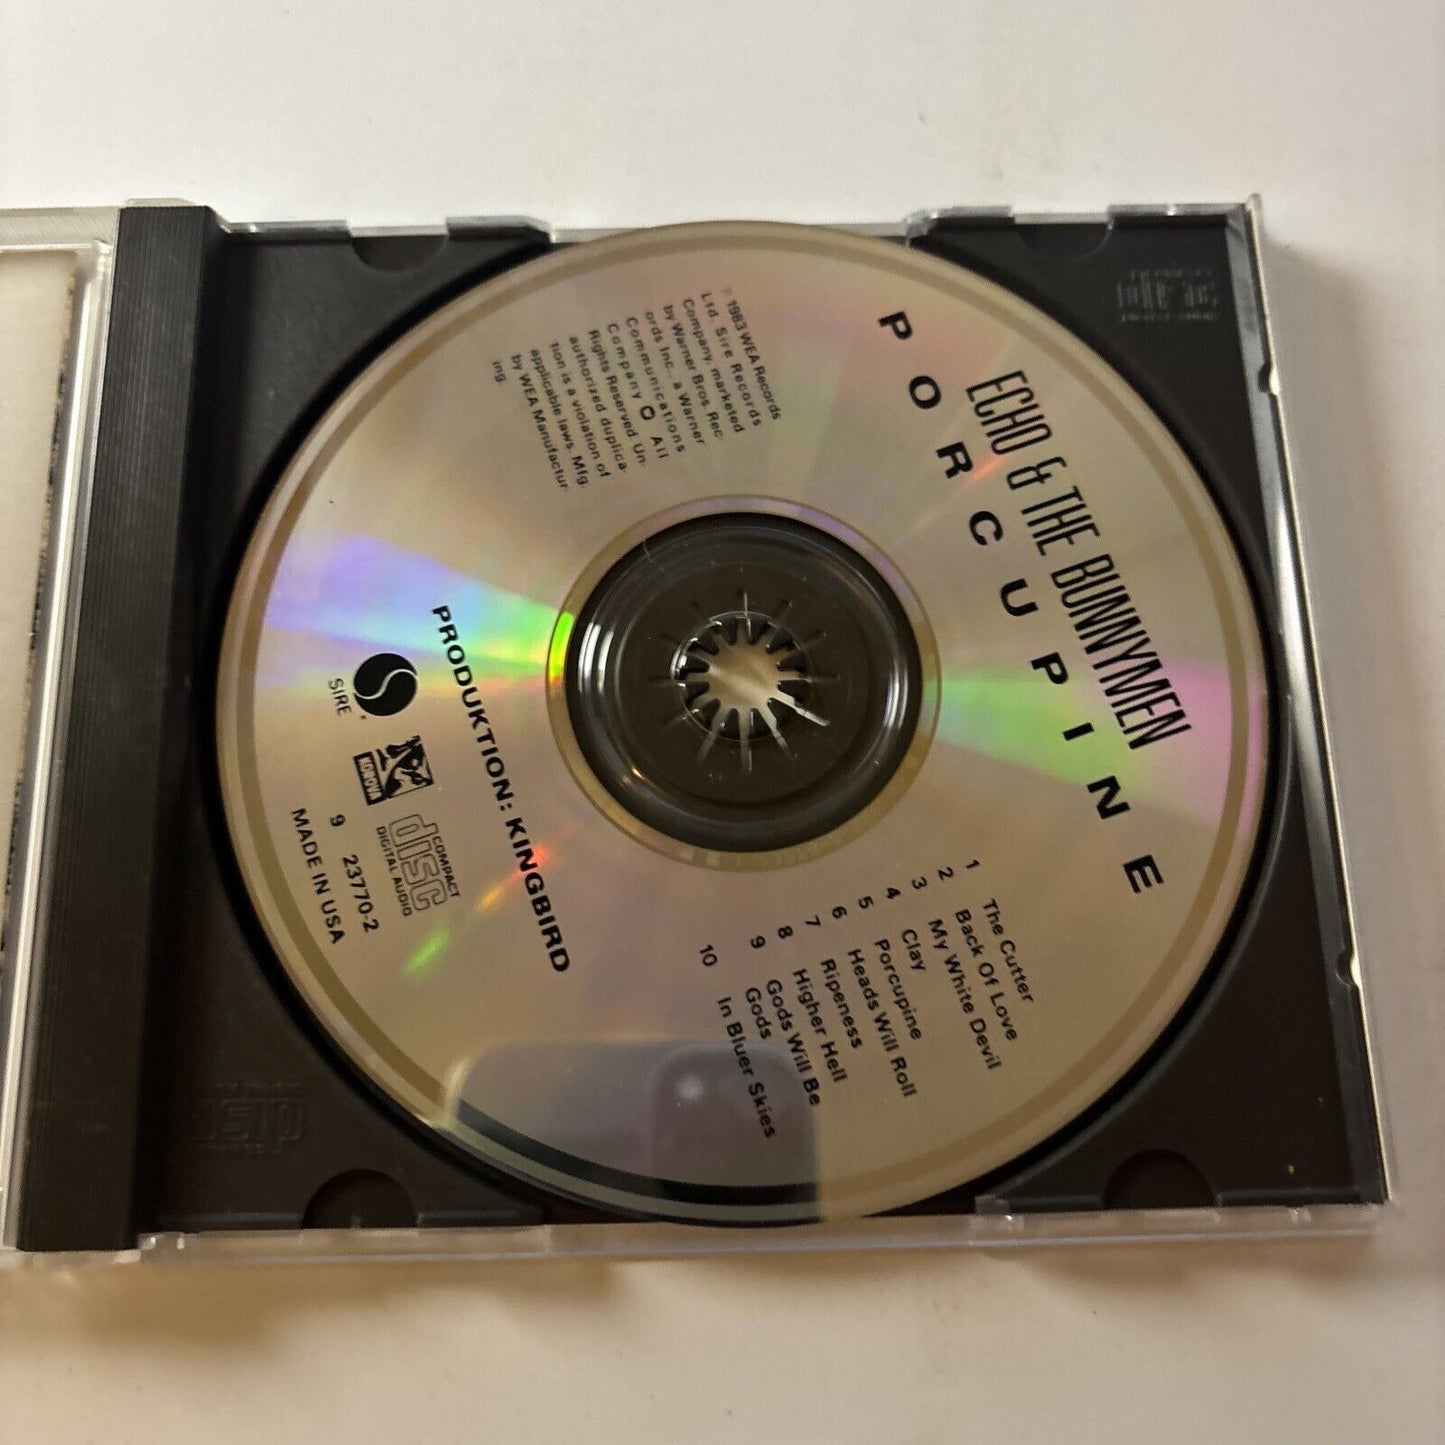 ECHO & THE BUNNYMEN
PORCUPINE
℗ 1983 WEA Records
Ltd. Sire Records
Company, marketed
by Warner Bros. Rec-
ords Inc., a Warner
Communications
Company All
Rights Reserved. Un-
authorized duplica-
tion is a violation of
applicable laws. Mfg.
by WEA Manufactur-
ing.
PRODUKTION: KINGBIRD
SIRE
KOROVA
COMPACT
disc
DIGITAL AUDIO
9 23770-2
MADE IN USA
1 The Cutter
2 Back Of Love
3 My White Devil
4 Clay
5 Porcupine
6 Heads Will Roll
7 Ripeness
8 Higher Hell
9 Gods Will Be
Gods
10 In Bluer Skies
disc